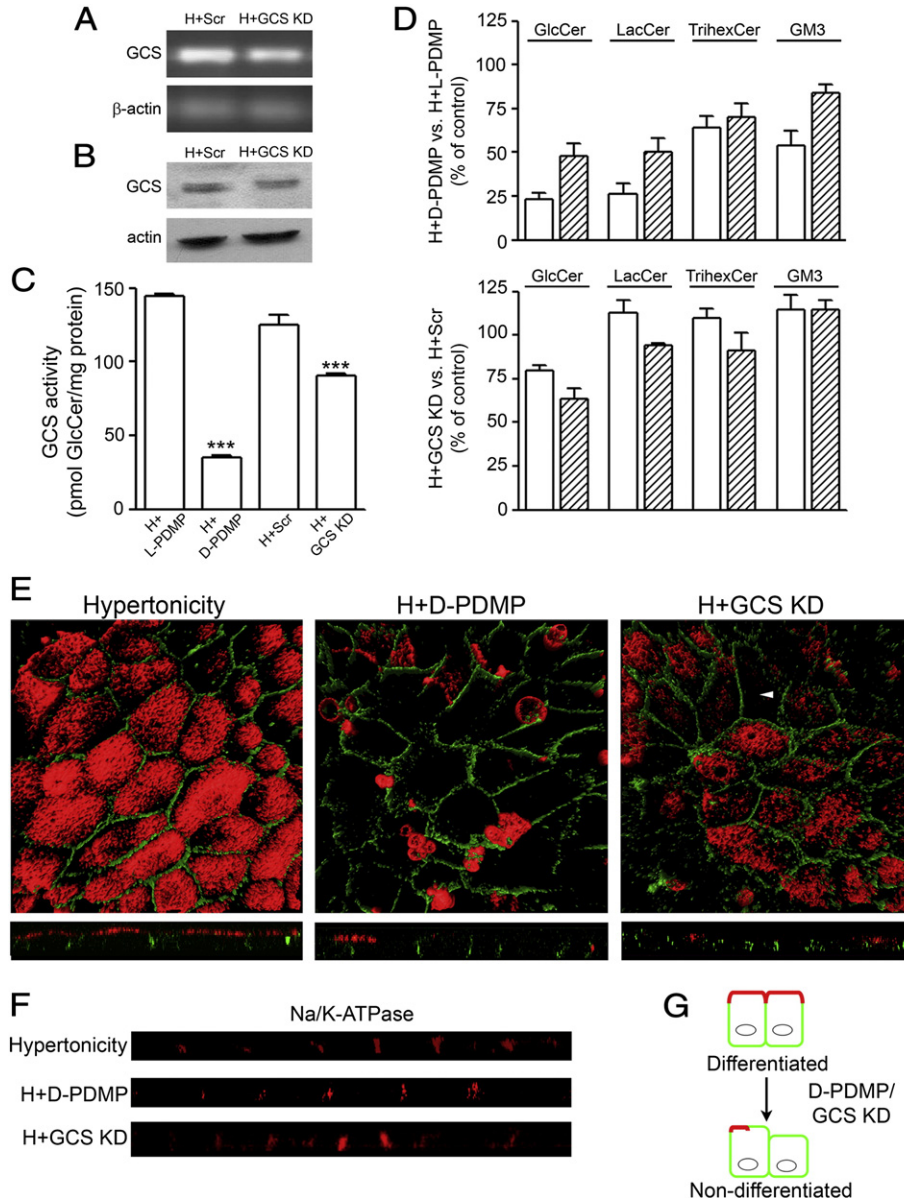 A
H+Scr H+GCS KD
GCS
β-actin
B
H+Scr H+GCS KD
GCS
actin
C
GCS activity
(pmol GlcCer/mg protein)
150
100
50
0
H+
L-PDMP
H+
D-PDMP
H+Scr
H+
GCS KD
***
***
D
H+D-PDMP vs. H+L-PDMP
(% of control)
125
100
75
50
25
0
GlcCer LacCer TrihexCer GM3
H+GCS KD vs. H+Scr
(% of control)
125
100
75
50
25
0
GlcCer LacCer TrihexCer GM3
E
Hypertonicity H+D-PDMP H+GCS KD
F
Na/K-ATPase
Hypertonicity
H+D-PDMP
H+GCS KD
G
Differentiated
D-PDMP/
GCS KD
Non-differentiated